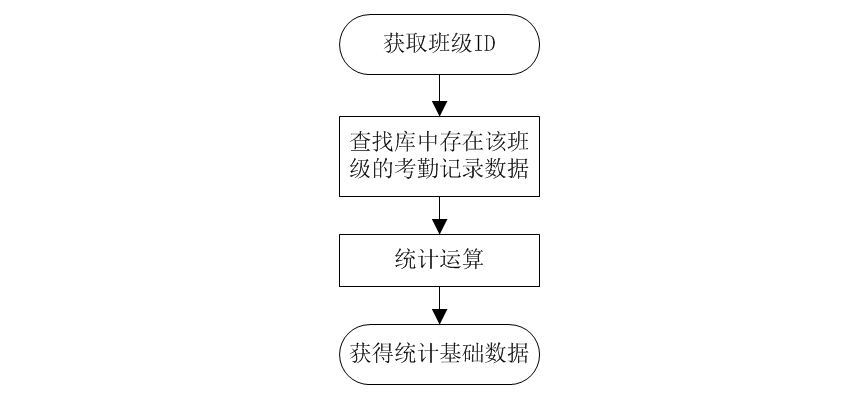 获取班级ID
查找库中存在该班
级的考勤记录数据
统计运算
获得统计基础数据